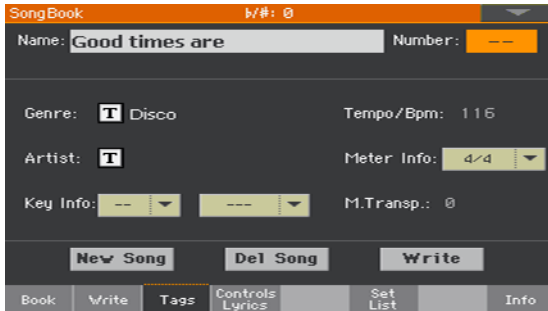 SongBook ♭/#: 0
Name: Good times are Number: --
Genre: T Disco Tempo/Bpm: 116
Artist: T Meter Info: 4/4
Key Info: -- --- M.Transp.: 0
New Song Del Song Write
Book Write Tags Controls Lyrics Set List Info